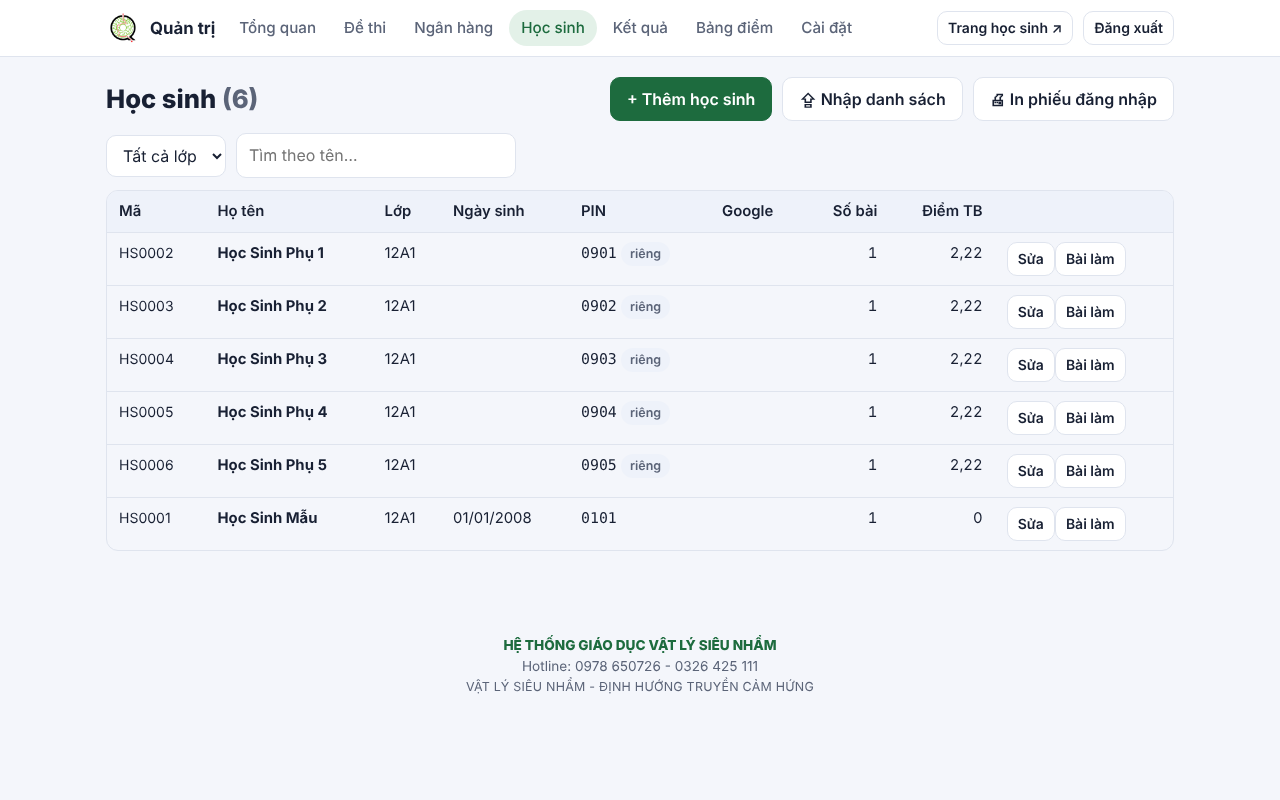 Quản trị Tổng quan Đề thi Ngân hàng Học sinh Kết quả Bảng điểm Cài đặt Trang học sinh ↗ Đăng xuất
Học sinh (6) + Thêm học sinh ⇪ Nhập danh sách 🖨 In phiếu đăng nhập
Tất cả lớp Tìm theo tên...
Mã Họ tên Lớp Ngày sinh PIN Google Số bài Điểm TB
HS0002 Học Sinh Phụ 1 12A1 0901 riêng 1 2,22 Sửa Bài làm
HS0003 Học Sinh Phụ 2 12A1 0902 riêng 1 2,22 Sửa Bài làm
HS0004 Học Sinh Phụ 3 12A1 0903 riêng 1 2,22 Sửa Bài làm
HS0005 Học Sinh Phụ 4 12A1 0904 riêng 1 2,22 Sửa Bài làm
HS0006 Học Sinh Phụ 5 12A1 0905 riêng 1 2,22 Sửa Bài làm
HS0001 Học Sinh Mẫu 12A1 01/01/2008 0101 1 0 Sửa Bài làm
HỆ THỐNG GIÁO DỤC VẬT LÝ SIÊU NHẦM
Hotline: 0978 650726 - 0326 425 111
VẬT LÝ SIÊU NHẦM - ĐỊNH HƯỚNG TRUYỀN CẢM HỨNG